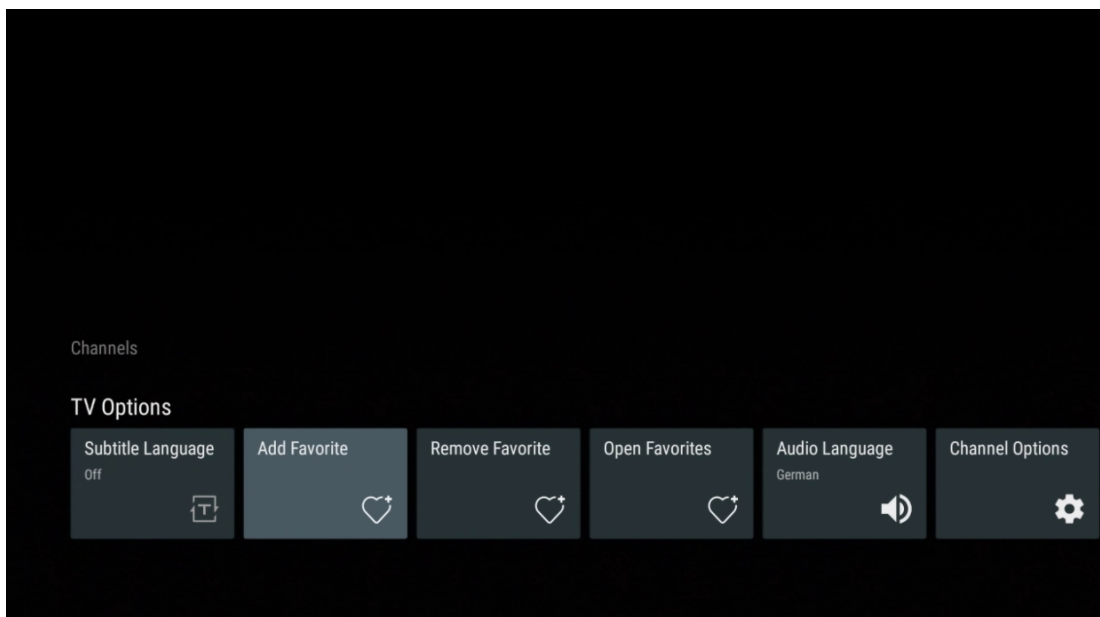 Channels
TV Options
Subtitle Language
Off
Add Favorite
Remove Favorite
Open Favorites
Audio Language
German
Channel Options